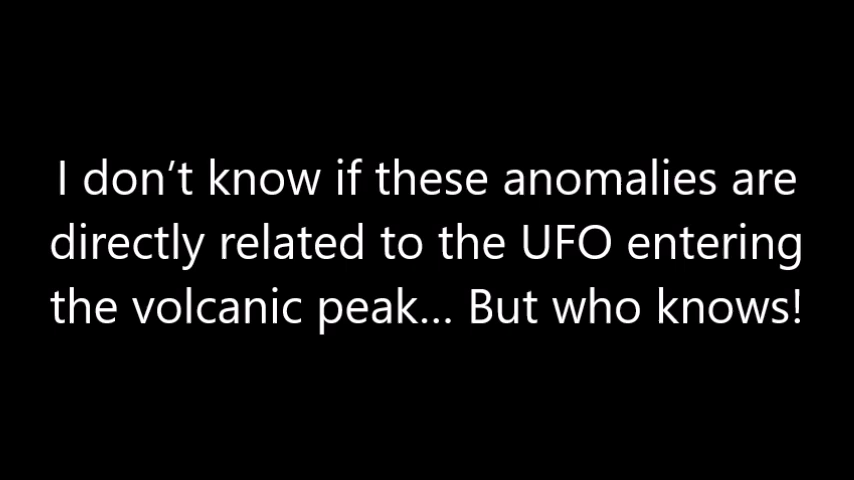 I don’t know if these anomalies are
directly related to the UFO entering
the volcanic peak... But who knows!